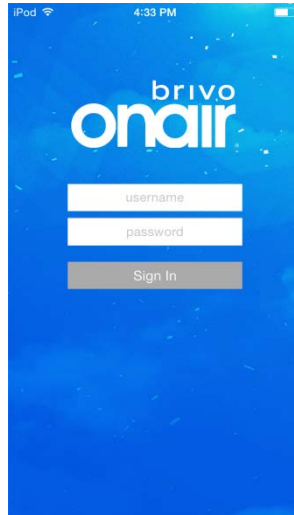 iPod 4:33 PM
brivo
onair
username
password
Sign In